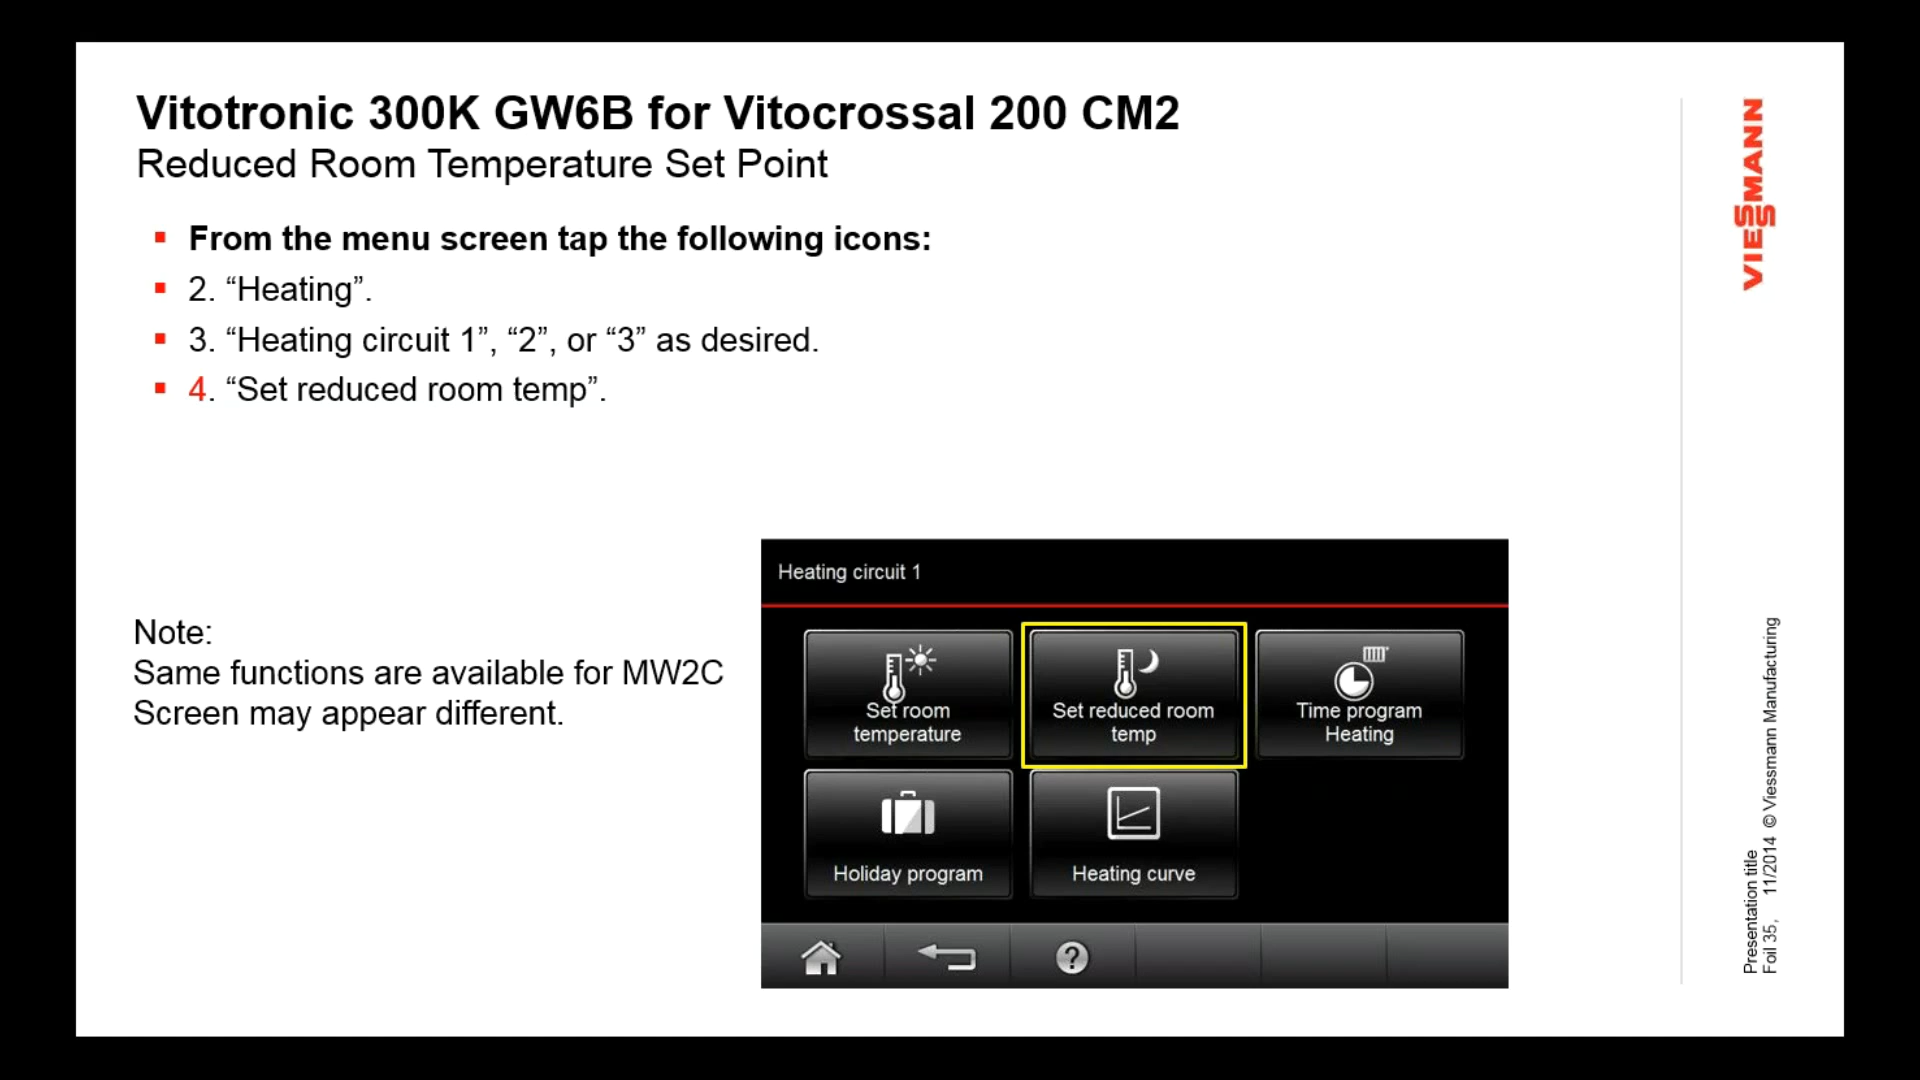 Vitotronic 300K GW6B for Vitocrossal 200 CM2
Reduced Room Temperature Set Point
From the menu screen tap the following icons:
2. “Heating”.
3. “Heating circuit 1”, “2”, or “3” as desired.
4. “Set reduced room temp”.
Note:
Same functions are available for MW2C
Screen may appear different.
Heating circuit 1
Set room
temperature
Set reduced room
temp
Time program
Heating
Holiday program
Heating curve
?
VIESSMANN
Presentation title
Foil 35, 11/2014 © Viessmann Manufacturing